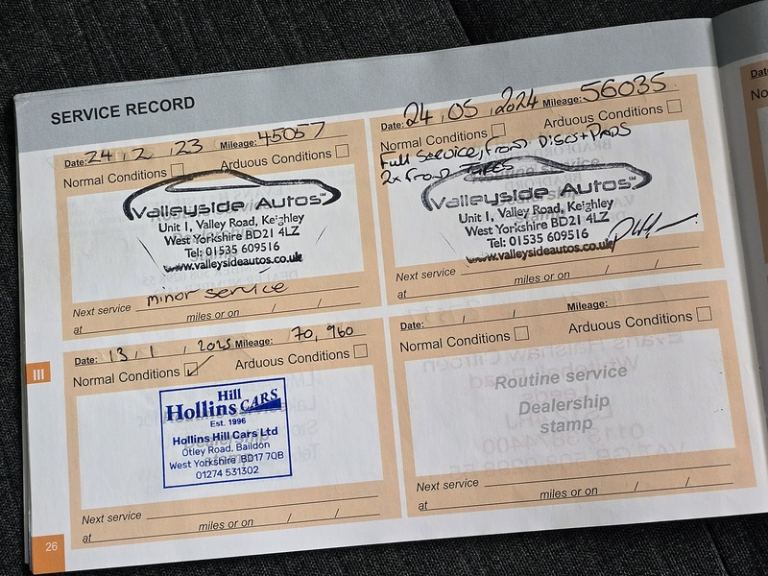 SERVICE RECORD
Date: 24, 2, 23 Mileage: 45057
Normal Conditions Arduous Conditions
Valleyside Autos
Unit 1, Valley Road, Keighley
West Yorkshire BD21 4LZ
Tel: 01535 609516
www.valleysideautos.co.uk
Next service minor service
at miles or on / /
Date: 24, 05, 2024 Mileage: 56035
Normal Conditions Arduous Conditions
Full Service, Front Discs + Pads
2x Front
Valleyside Autos
Unit 1, Valley Road, Keighley
West Yorkshire BD21 4LZ
Tel: 01535 609516
www.valleysideautos.co.uk
Next service
at miles or on / /
III
Date: 13, 1, 2025 Mileage: 70,960
Normal Conditions ✓ Arduous Conditions
Hill
Hollins CARS
Est. 1996
Hollins Hill Cars Ltd
Otley Road, Baildon
West Yorkshire BD17 7QB
01274 531302
Next service
at miles or on / /
Date: / / Mileage:
Normal Conditions Arduous Conditions
Routine service
Dealership
stamp
Next service
at miles or on / /
26